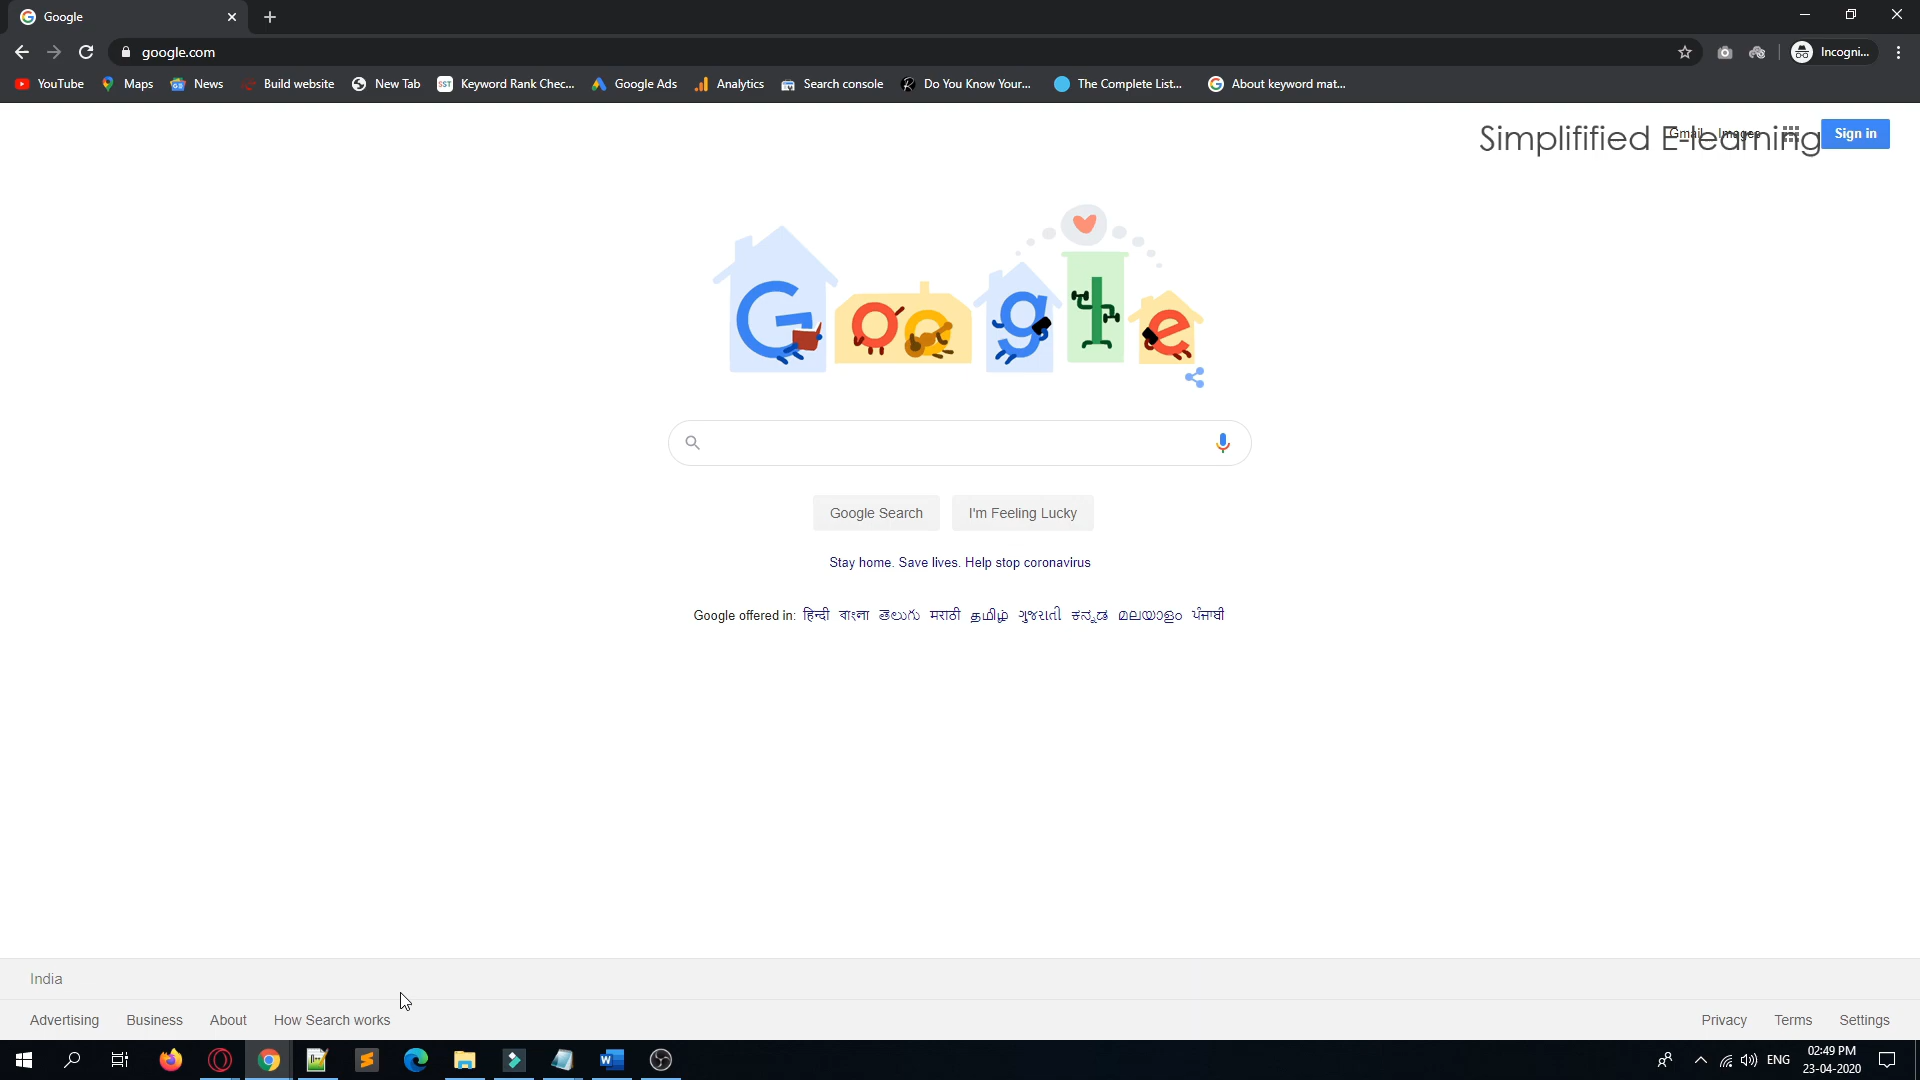 Google
google.com
Incogni...
YouTube Maps News Build website New Tab Keyword Rank Chec... Google Ads Analytics Search console Do You Know Your... The Complete List... About keyword mat...
Simplifified E-learning
Gmail Images Sign in
Google Search I'm Feeling Lucky
Stay home. Save lives. Help stop coronavirus
Google offered in: हिन्दी বাংলা తెలుగు मराठी தமிழ் ગુજરાતી ಕನ್ನಡ മലയാളം ਪੰਜਾਬੀ
India
Advertising Business About How Search works Privacy Terms Settings
ENG 02:49 PM
23-04-2020